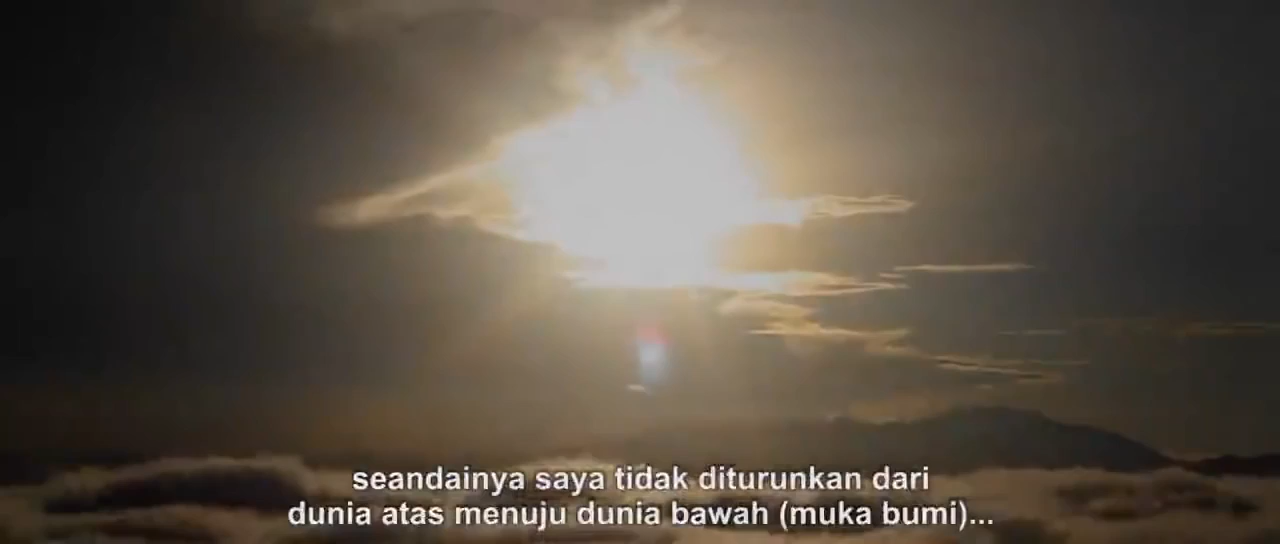 seandainya saya tidak diturunkan dari
dunia atas menuju dunia bawah (muka bumi)...